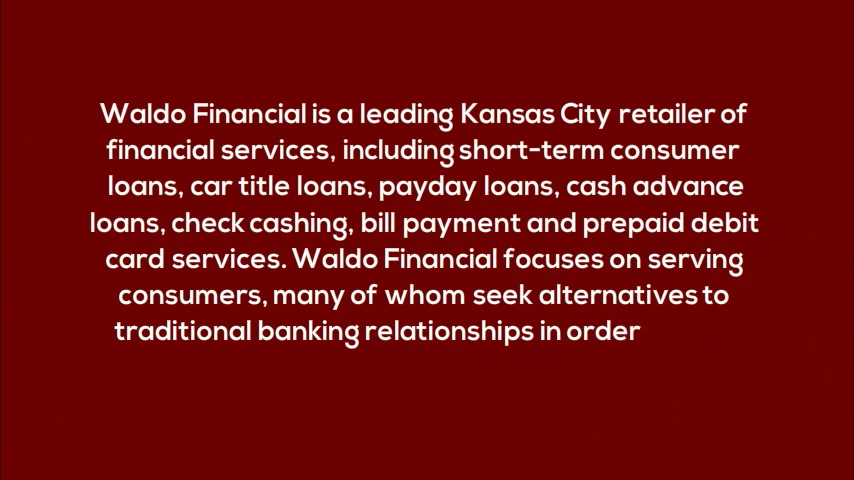 Waldo Financial is a leading Kansas City retailer of
financial services, including short-term consumer
loans, car title loans, payday loans, cash advance
loans, check cashing, bill payment and prepaid debit
card services. Waldo Financial focuses on serving
consumers, many of whom seek alternatives to
traditional banking relationships in order